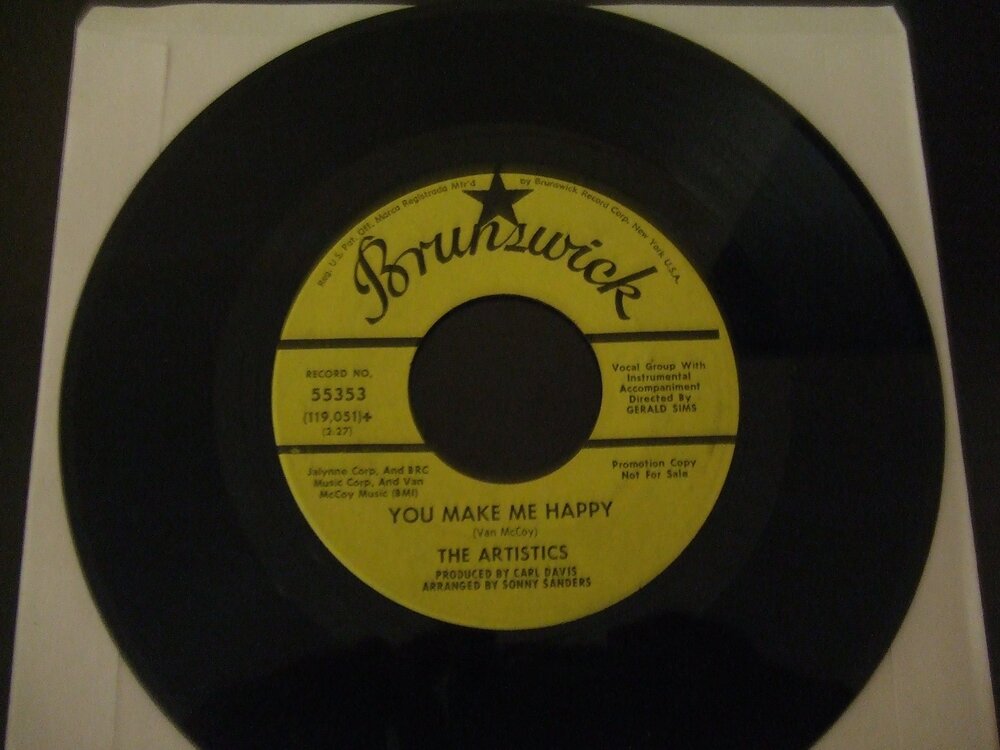 Reg. U.S. Pat. Off. Marca Registrada Mfr'd by Brunswick Record Corp. New York U.S.A.
Brunswick
RECORD NO.
55353
(119,051)+
(2:27)
Vocal Group With
Instrumental
Accompaniment
Directed By
GERALD SIMS
Jalynne Corp. And BRC
Music Corp. And Van
McCoy Music (BMI)
Promotion Copy
Not For Sale
YOU MAKE ME HAPPY
(Van McCoy)
THE ARTISTICS
PRODUCED BY CARL DAVIS
ARRANGED BY SONNY SANDERS